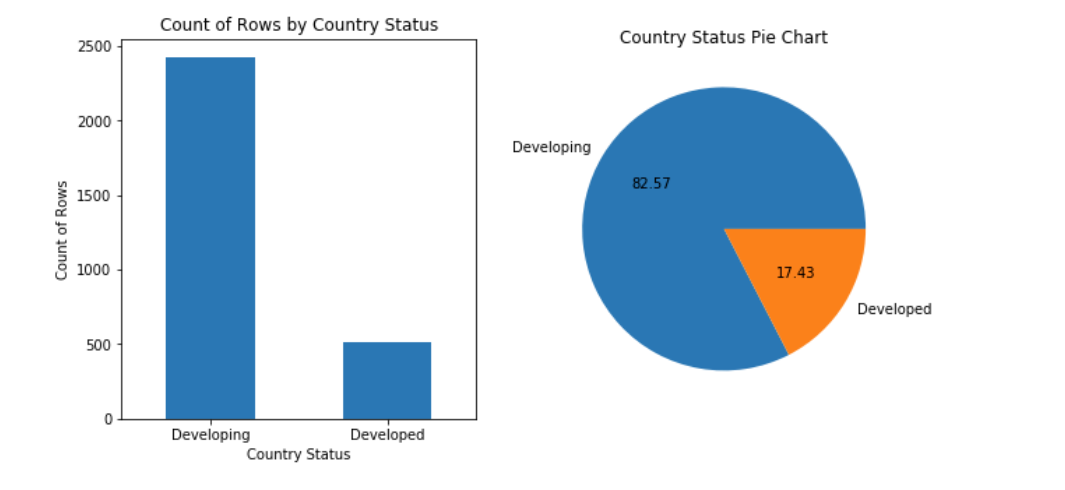 Count of Rows by Country Status
2500
2000
1500
1000
500
0
Count of Rows
Developing
Developed
Country Status
Country Status Pie Chart
Developing
82.57
17.43
Developed